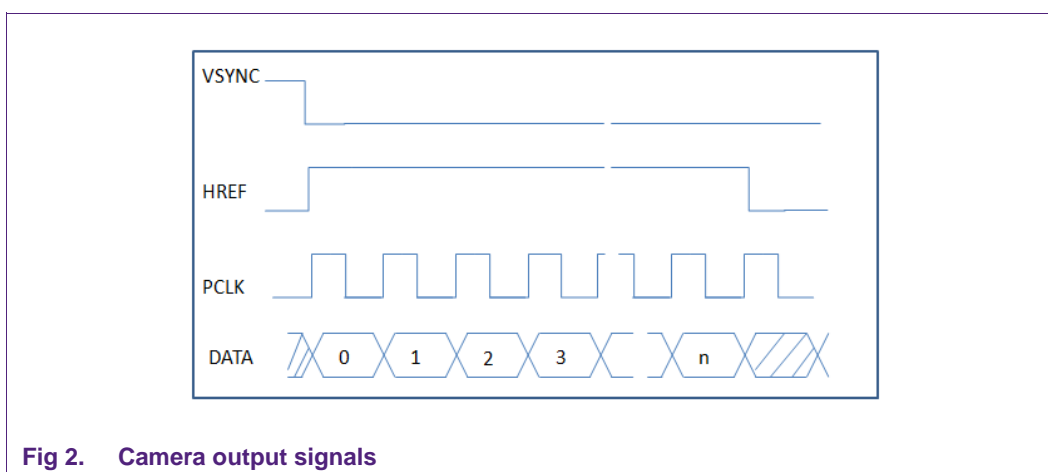 VSYNC
HREF
PCLK
DATA 0 1 2 3 n
Fig 2. Camera output signals